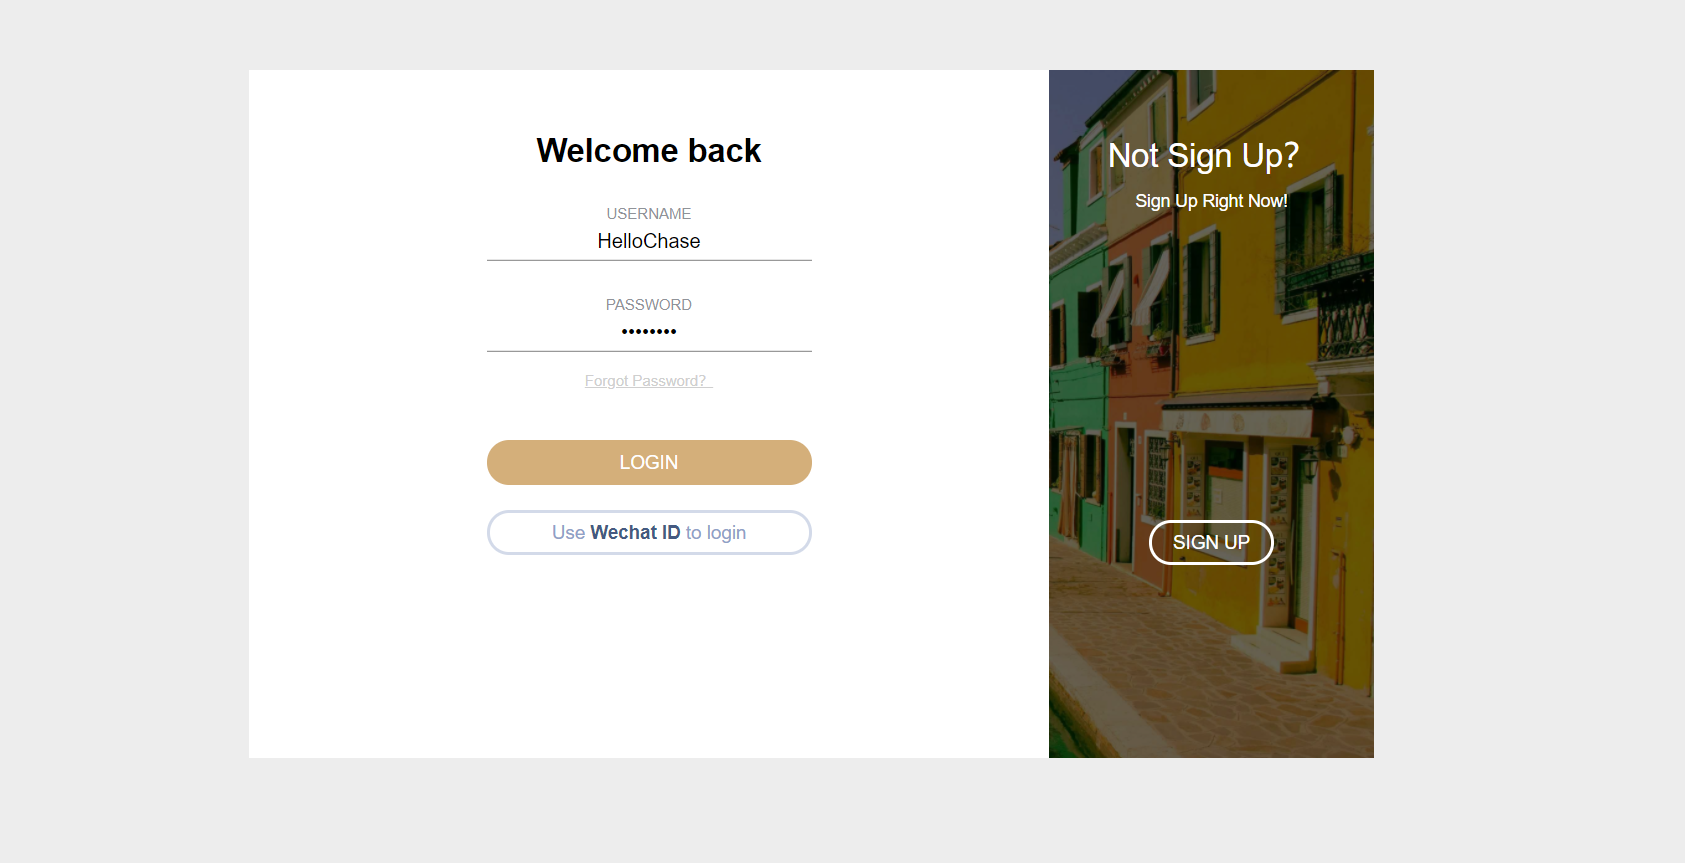 Welcome back
USERNAME
HelloChase
PASSWORD
••••••••
Forgot Password?
LOGIN
Use Wechat ID to login
Not Sign Up?
Sign Up Right Now!
SIGN UP